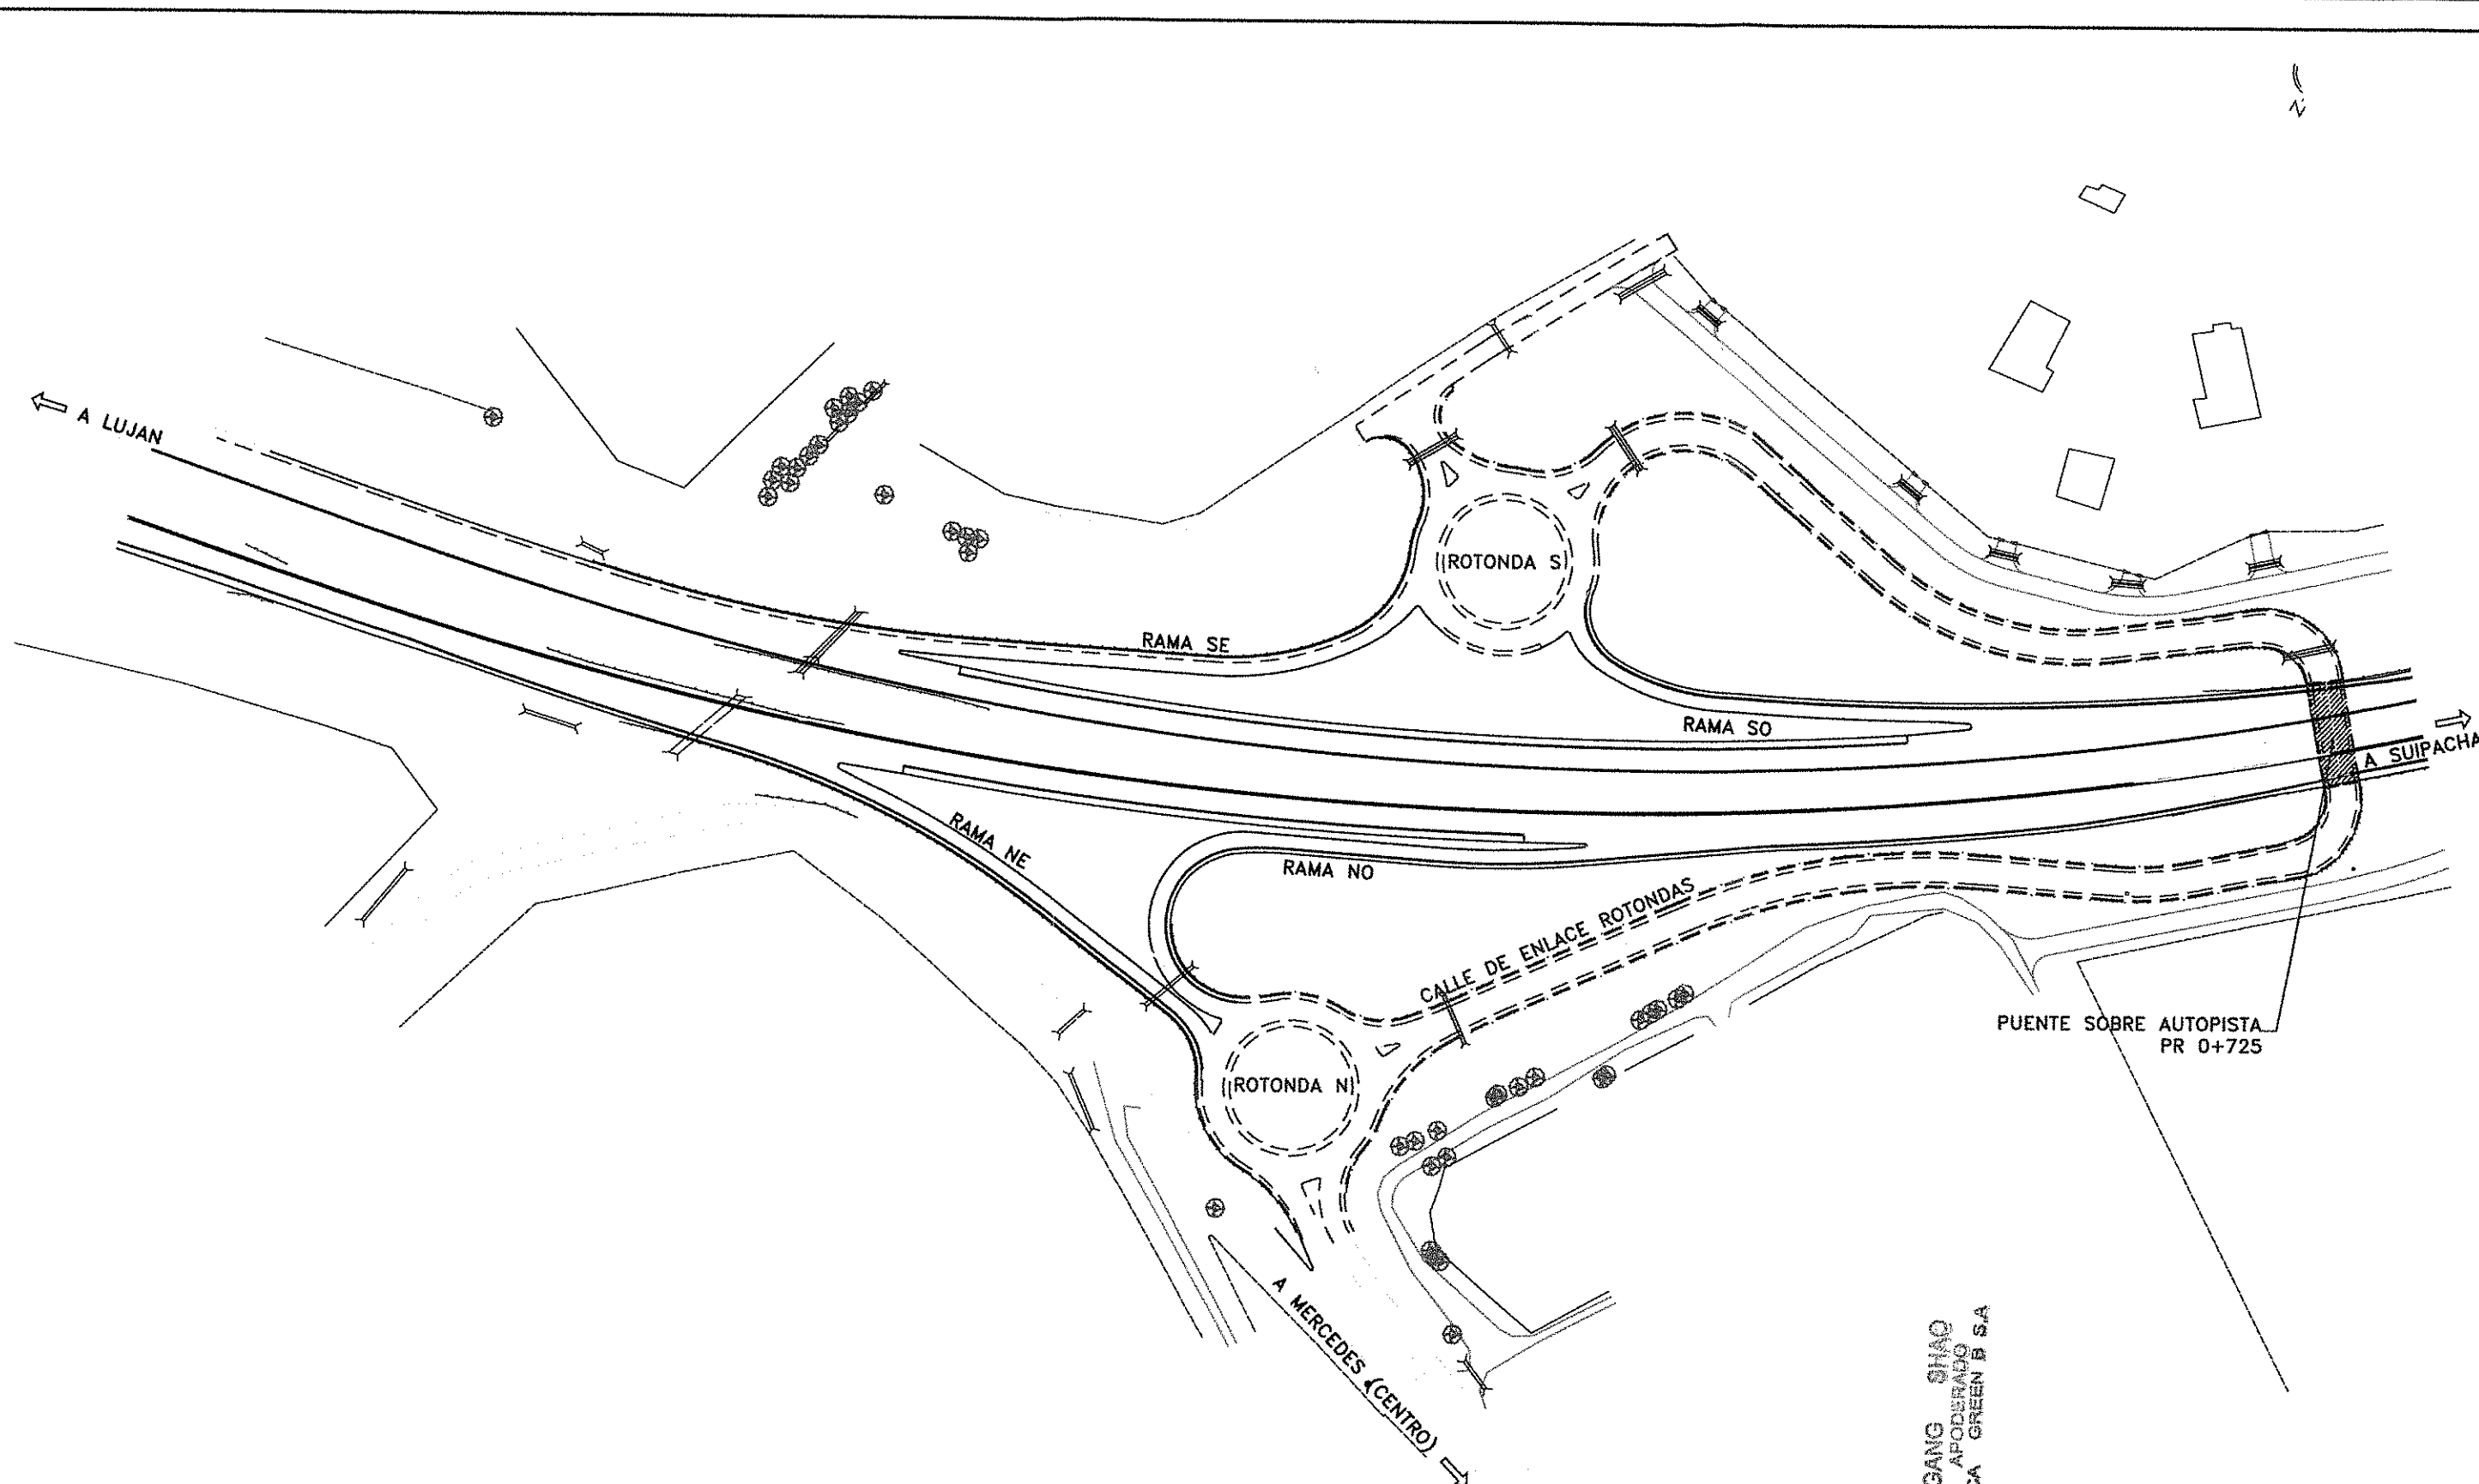 N
A LUJAN
ROTONDA S
RAMA SE
RAMA SO
A SUIPACHA
RAMA NE
RAMA NO
CALLE DE ENLACE ROTONDAS
PUENTE SOBRE AUTOPISTA
PR 0+725
ROTONDA N
A MERCEDES (CENTRO)
GANG SHAO
APODERADO
GREEN B S.A